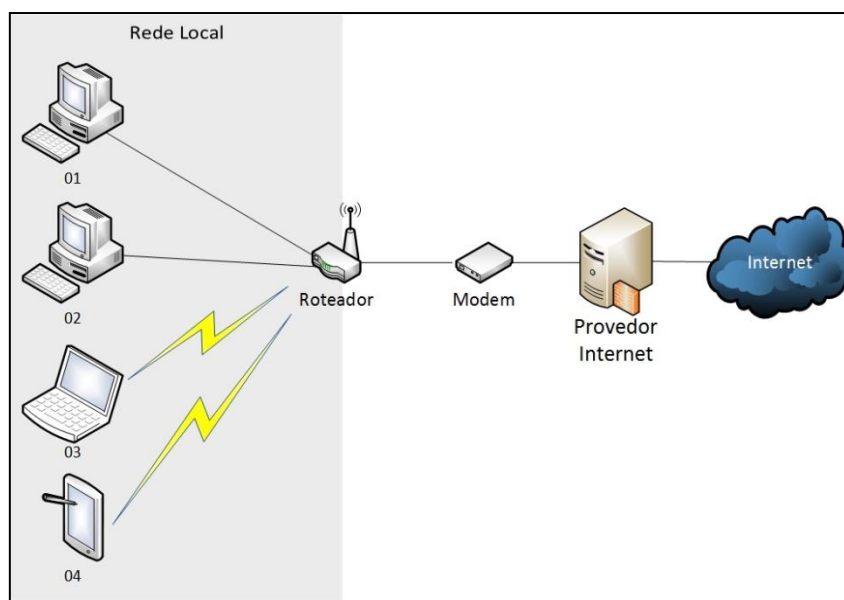 Rede Local
01
02
03
04
Roteador
Modem
Provedor
Internet
Internet